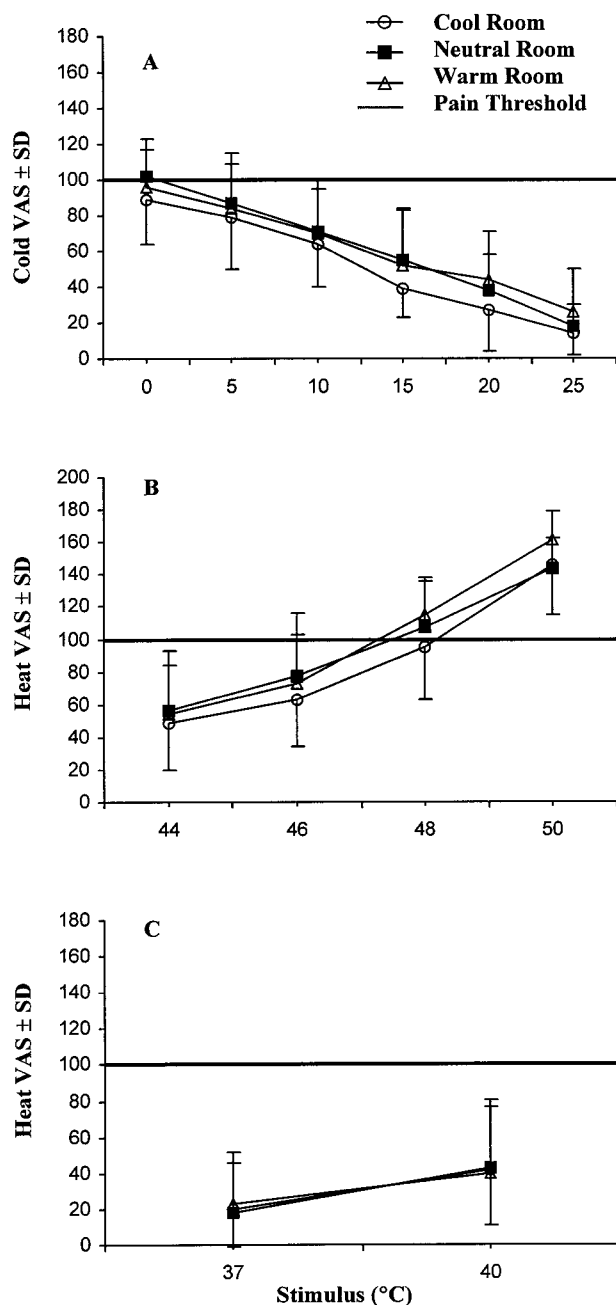 Cool Room
Neutral Room
Warm Room
Pain Threshold
A
Cold VAS ± SD
180
160
140
120
100
80
60
40
20
0
0 5 10 15 20 25
B
Heat VAS ± SD
200
180
160
140
120
100
80
60
40
20
0
44 46 48 50
C
Heat VAS ± SD
180
160
140
120
100
80
60
40
20
0
37 40
Stimulus (°C)